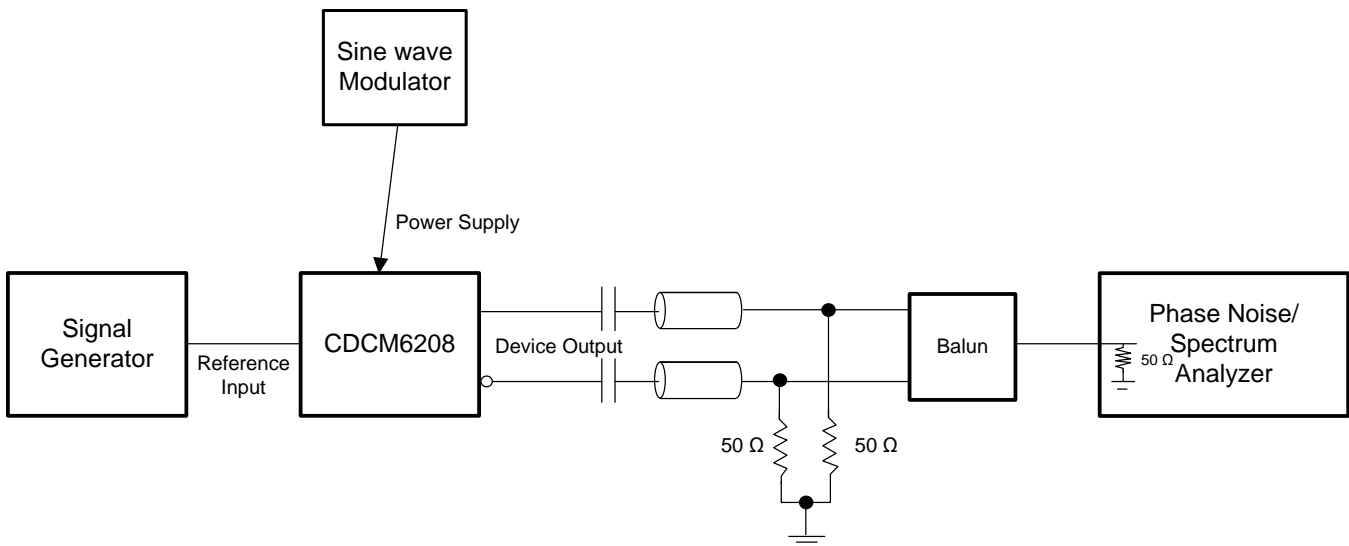 Sine wave
Modulator
Power Supply
Signal
Generator
Reference
Input
CDCM6208
Device Output
50 Ω
50 Ω
Balun
Phase Noise/
Spectrum
Analyzer
50 Ω